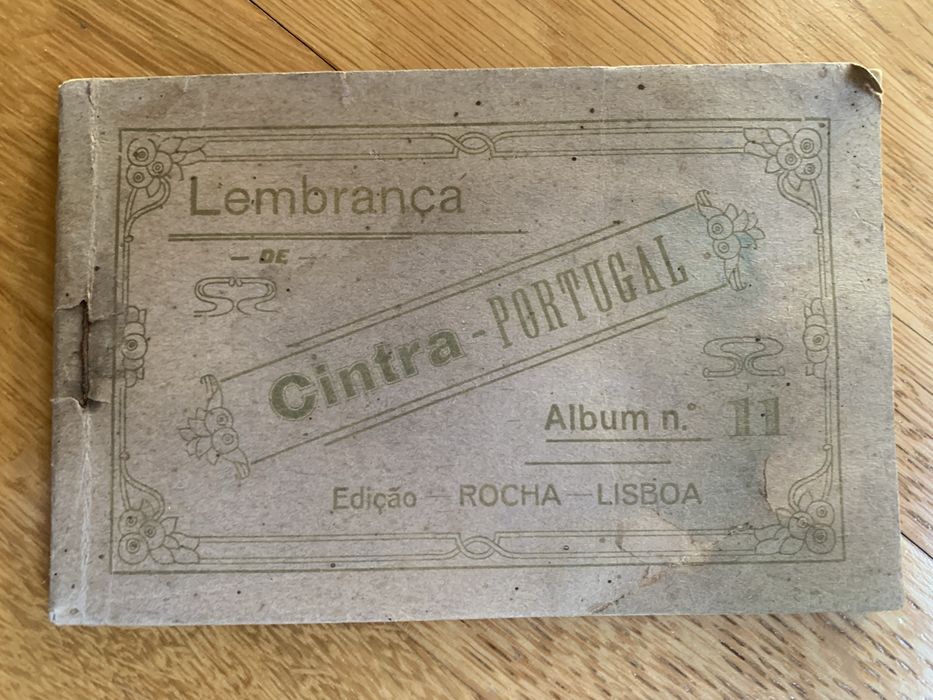 Lembrança
— DE —
Cintra - PORTUGAL
Album n.º 11
Edição — ROCHA — LISBOA